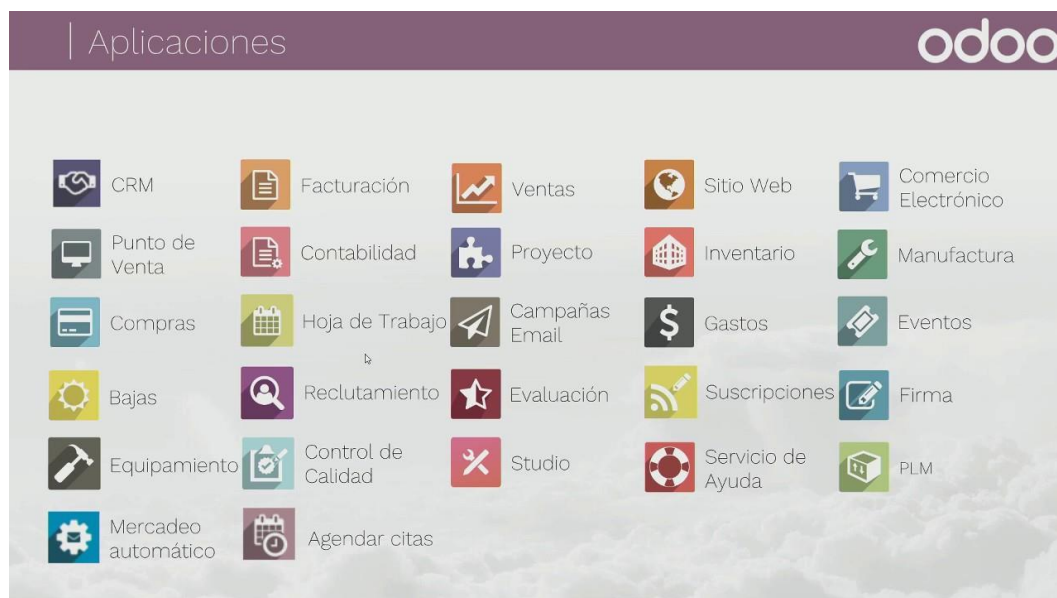 Aplicaciones
odoo
CRM
Facturación
Ventas
Sitio Web
Comercio
Electrónico
Punto de
Venta
Contabilidad
Proyecto
Inventario
Manufactura
Compras
Hoja de Trabajo
Campañas
Email
Gastos
Eventos
Bajas
Reclutamiento
Evaluación
Suscripciones
Firma
Equipamiento
Control de
Calidad
Studio
Servicio de
Ayuda
PLM
Mercadeo
automático
Agendar citas